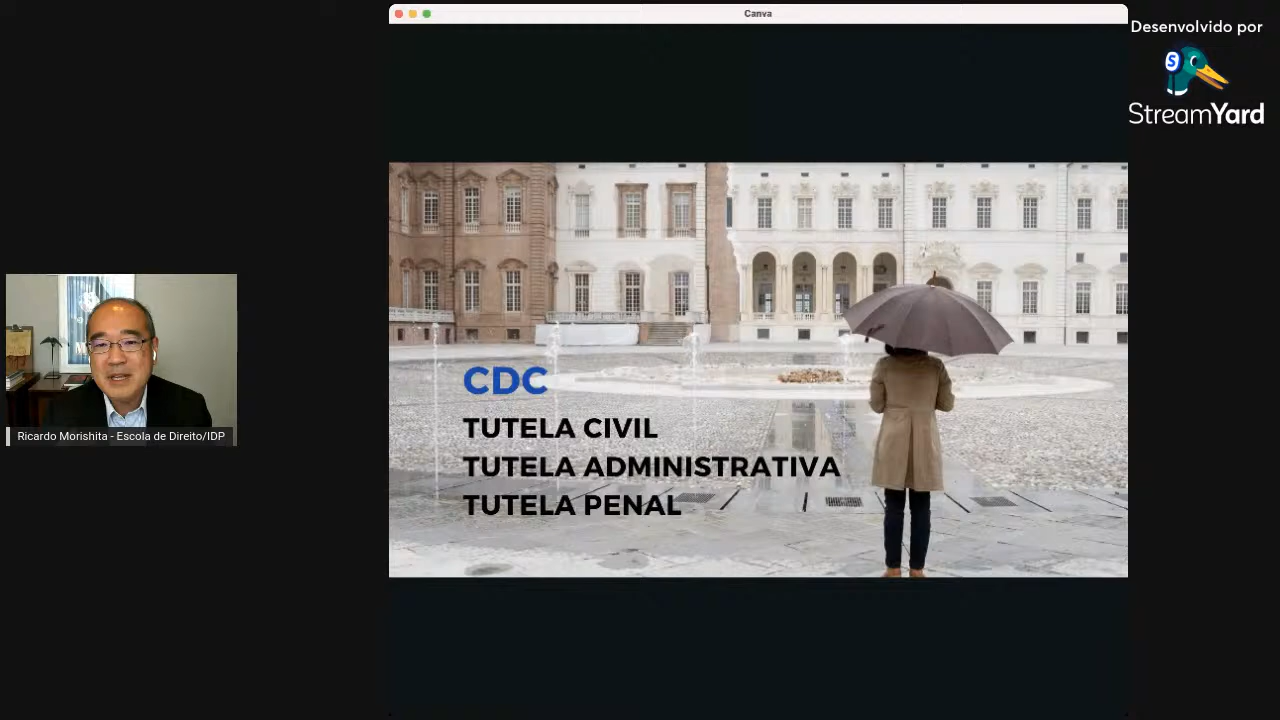 Canva
Desenvolvido por
S
StreamYard
CDC
TUTELA CIVIL
TUTELA ADMINISTRATIVA
TUTELA PENAL
Ricardo Morishita - Escola de Direito/IDP